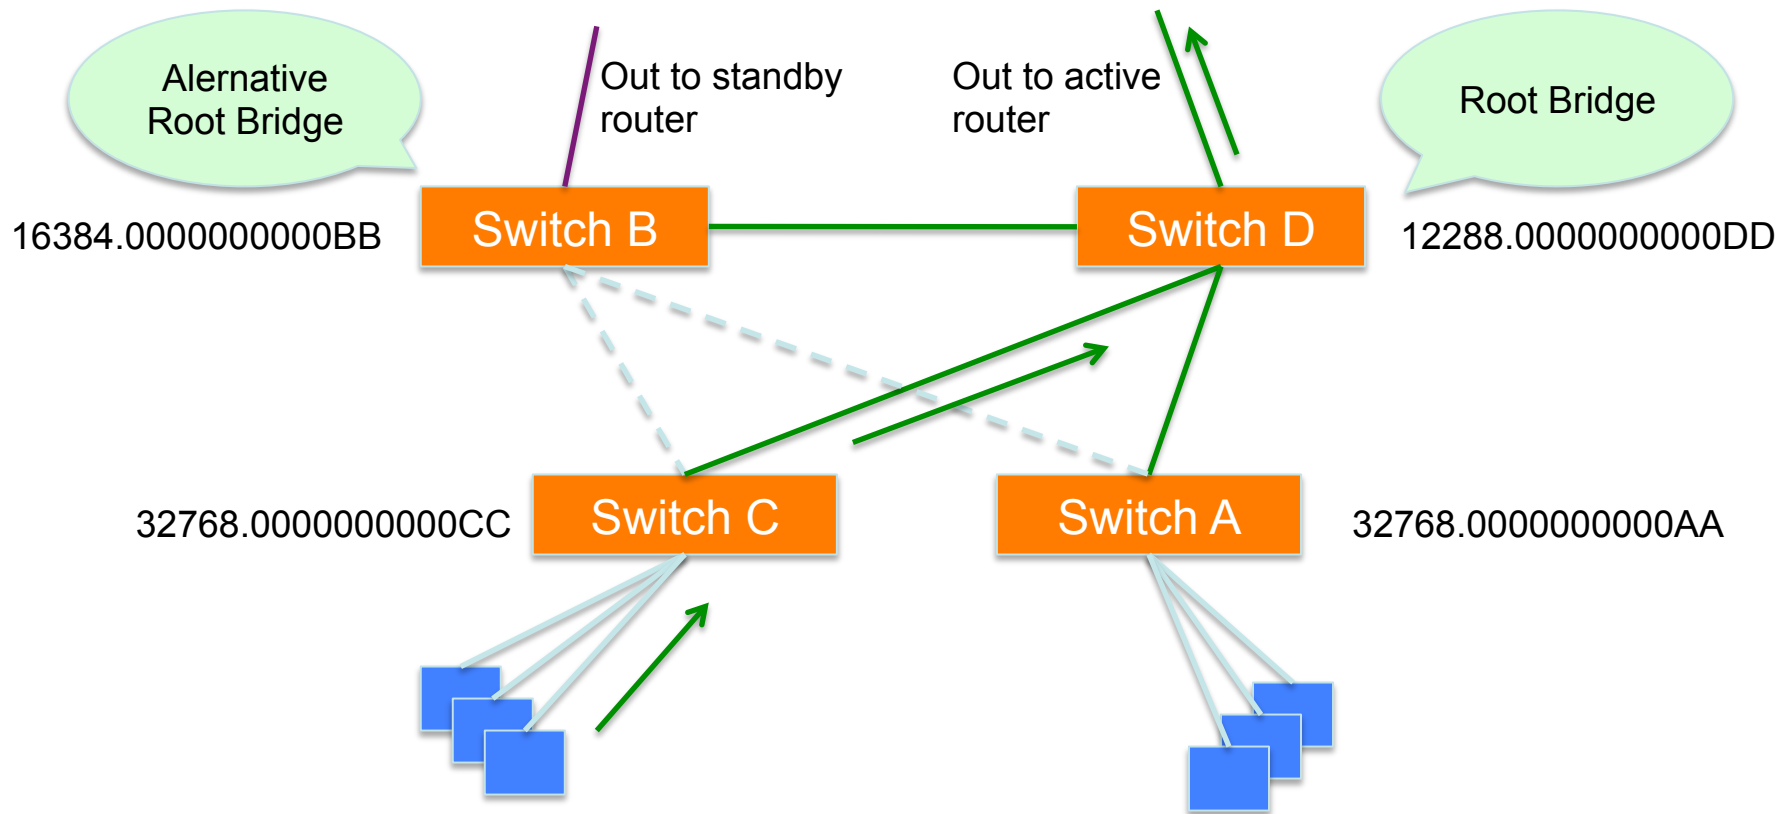 Alernative
Root Bridge
Out to standby
router
Out to active
router
Root Bridge
16384.0000000000BB
Switch B
Switch D
12288.0000000000DD
32768.0000000000CC
Switch C
Switch A
32768.0000000000AA